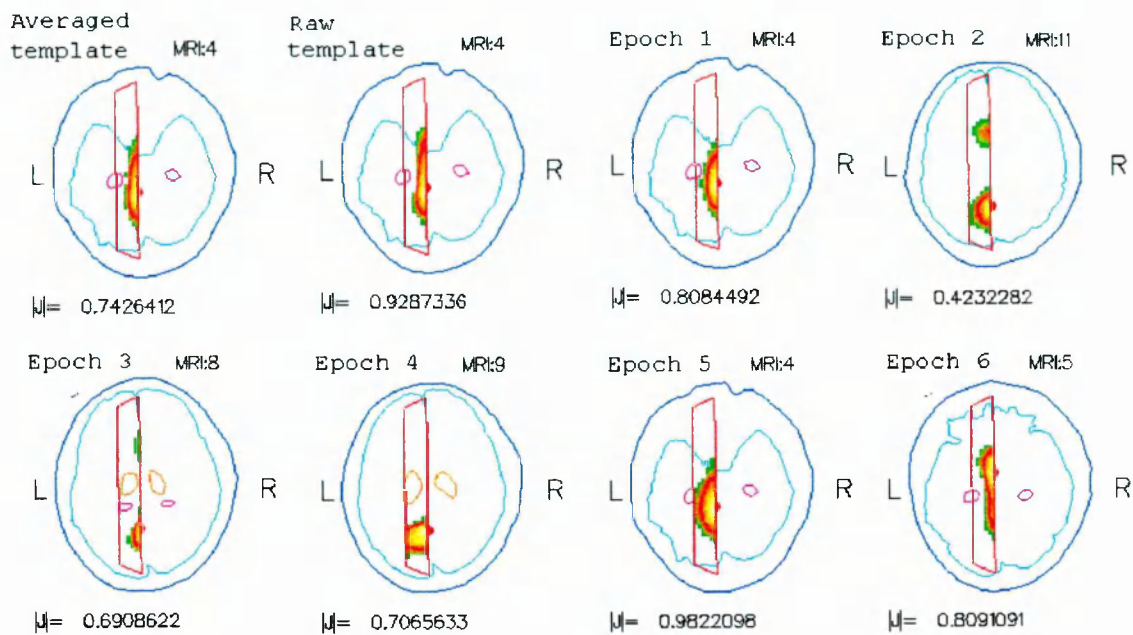 Averaged template MRI:4
L R
|J|= 0.7426412
Raw template MRI:4
L R
|J|= 0.9287336
Epoch 1 MRI:4
L R
|J|= 0.8084492
Epoch 2 MRI:11
L R
|J|= 0.4232282
Epoch 3 MRI:8
L R
|J|= 0.6908622
Epoch 4 MRI:9
L R
|J|= 0.7065633
Epoch 5 MRI:4
L R
|J|= 0.9822098
Epoch 6 MRI:5
L R
|J|= 0.8091091